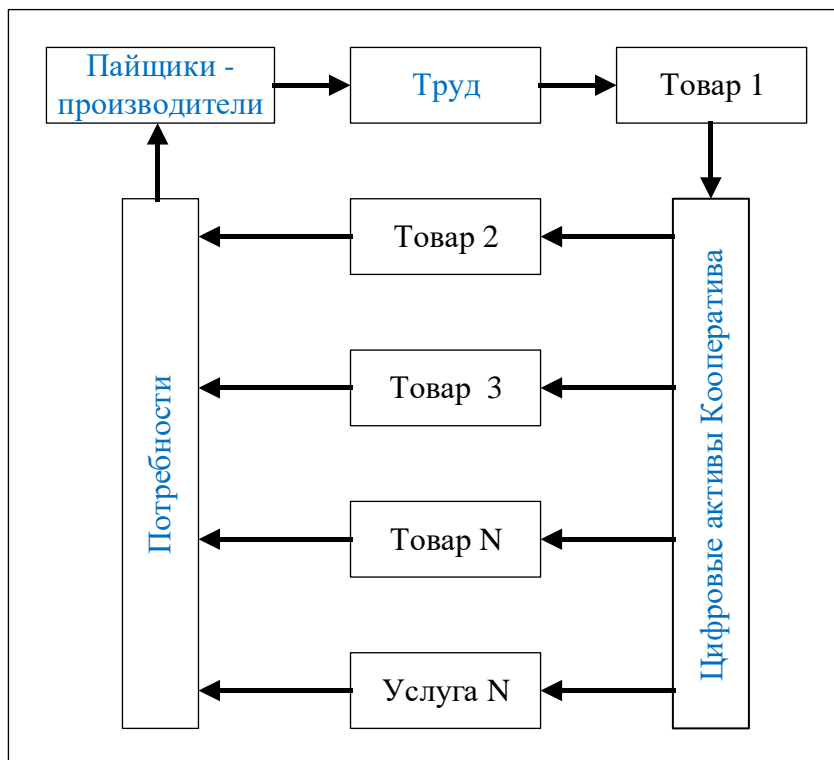 Пайщики -
производители
Труд
Товар 1
Товар 2
Товар 3
Товар N
Услуга N
Потребности
Цифровые активы Кооператива